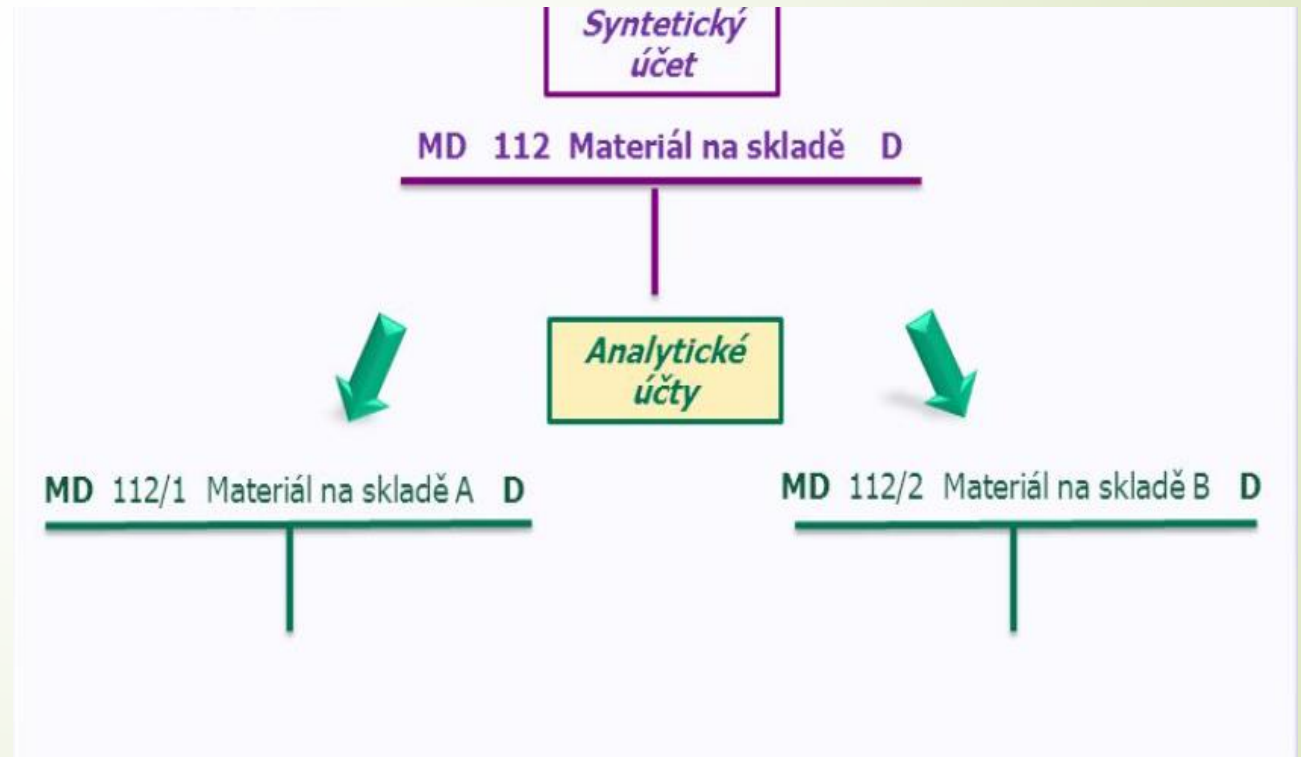 Syntetický
účet
MD 112 Materiál na skladě D
Analytické
účty
MD 112/1 Materiál na skladě A D
MD 112/2 Materiál na skladě B D